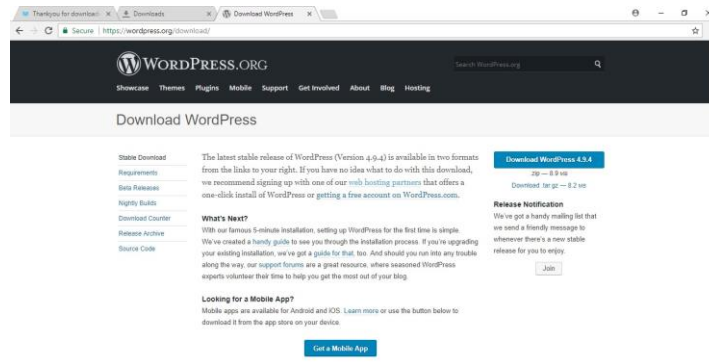 Thankyou for downloadi
Downloads
Download WordPress
Secure
https://wordpress.org/download/
WORDPRESS.ORG
Search WordPress.org
Showcase Themes Plugins Mobile Support Get Involved About Blog Hosting
Download WordPress
Stable Download
Requirements
Beta Releases
Nightly Builds
Download Counter
Release Archive
Source Code
The latest stable release of WordPress (Version 4.9.4) is available in two formats
from the links to your right. If you have no idea what to do with this download,
we recommend signing up with one of our web hosting partners that offers a
one-click install of WordPress or getting a free account on WordPress.com.
What's Next?
With our famous 5-minute installation, setting up WordPress for the first time is simple.
We've created a handy guide to see you through the installation process. If you're upgrading
your existing installation, we've got a guide for that, too. And should you run into any trouble
along the way, our support forums are a great resource, where seasoned WordPress
experts volunteer their time to help you get the most out of your blog.
Looking for a Mobile App?
Mobile apps are available for Android and iOS. Learn more or use the button below to
download it from the app store on your device.
Get a Mobile App
Download WordPress 4.9.4
.zip — 8.9 MB
Download .tar.gz — 8.2 MB
Release Notification
We've got a handy mailing list that
we send a friendly message to
whenever there's a new stable
release for you to enjoy.
Join